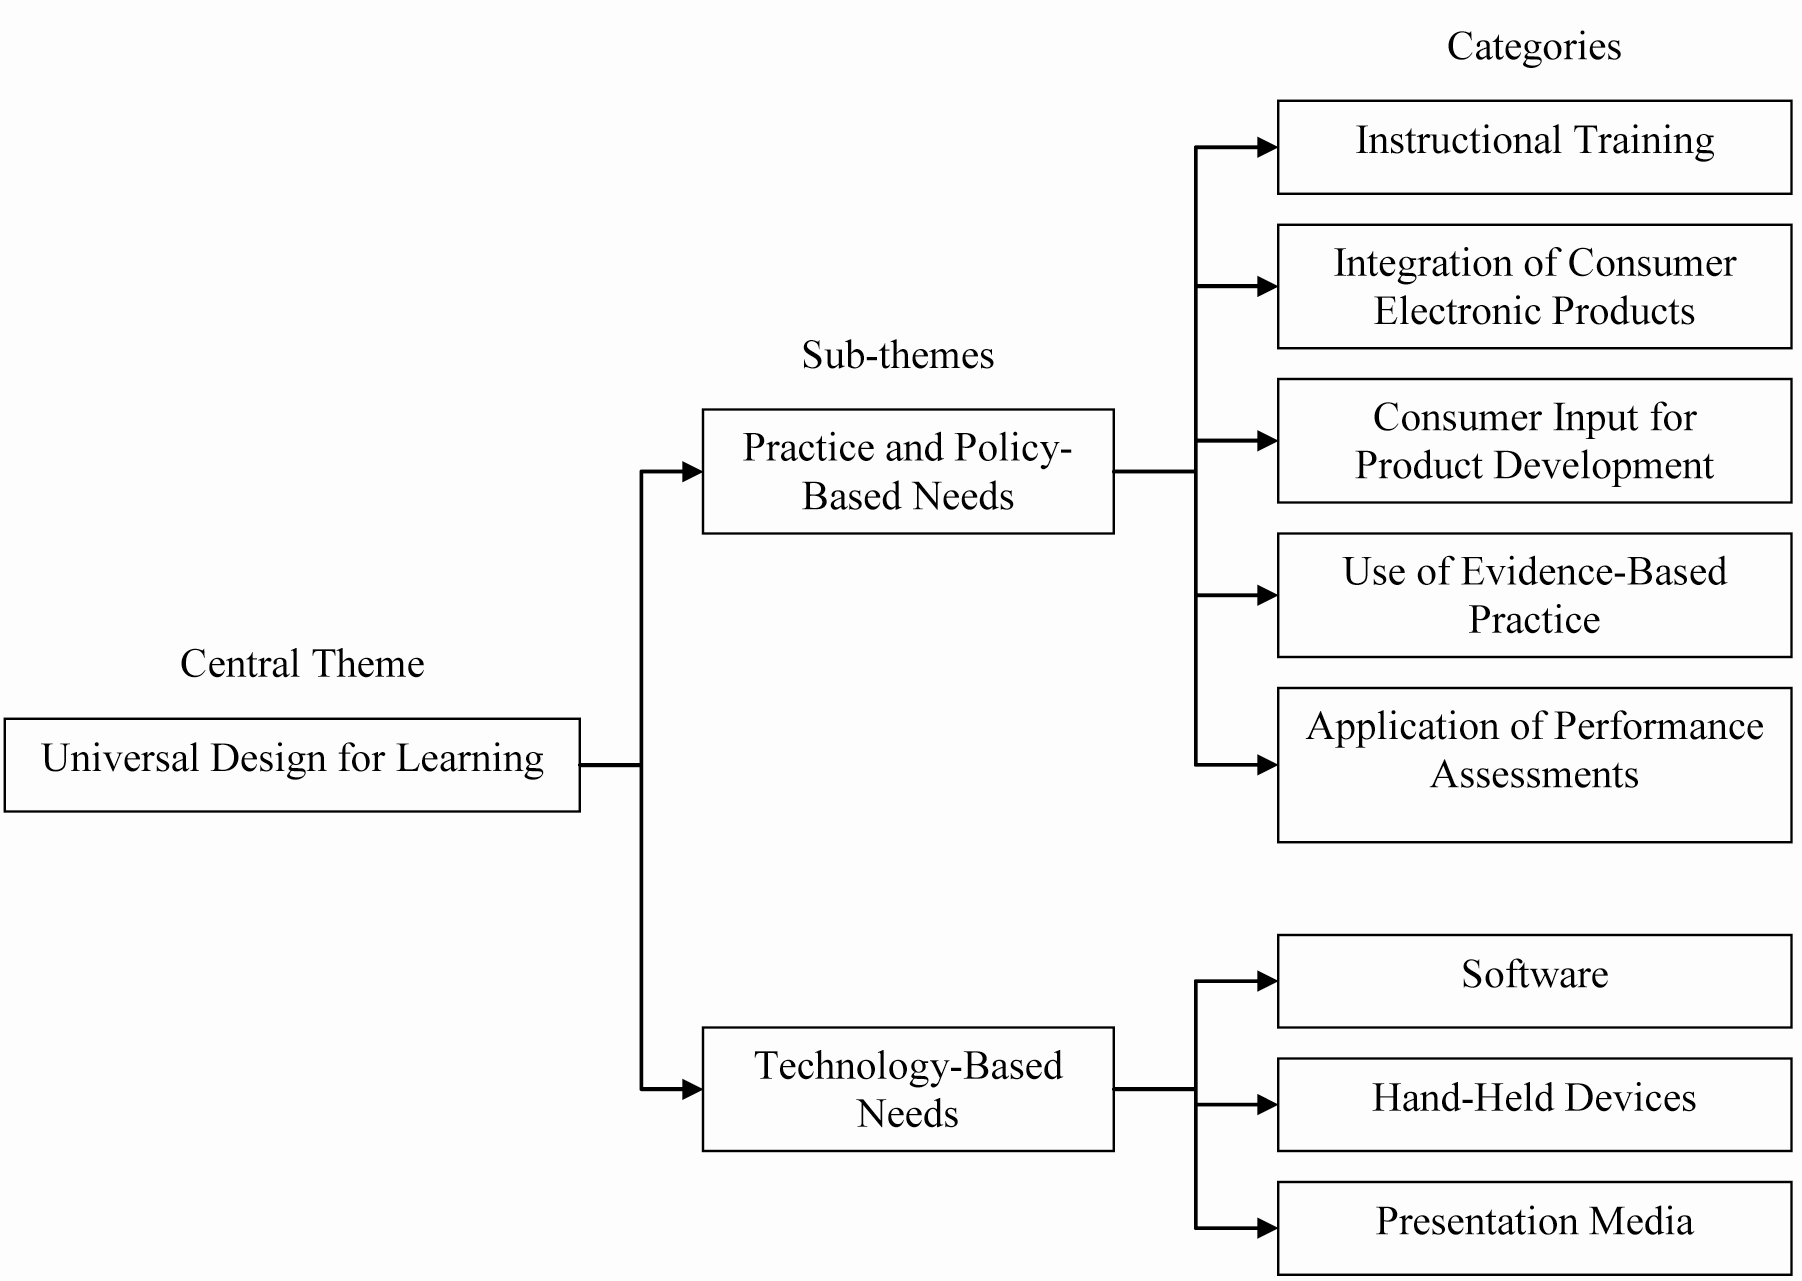 Categories
Instructional Training
Integration of Consumer
Electronic Products
Consumer Input for
Product Development
Use of Evidence-Based
Practice
Application of Performance
Assessments
Sub-themes
Practice and Policy-
Based Needs
Central Theme
Universal Design for Learning
Technology-Based
Needs
Software
Hand-Held Devices
Presentation Media